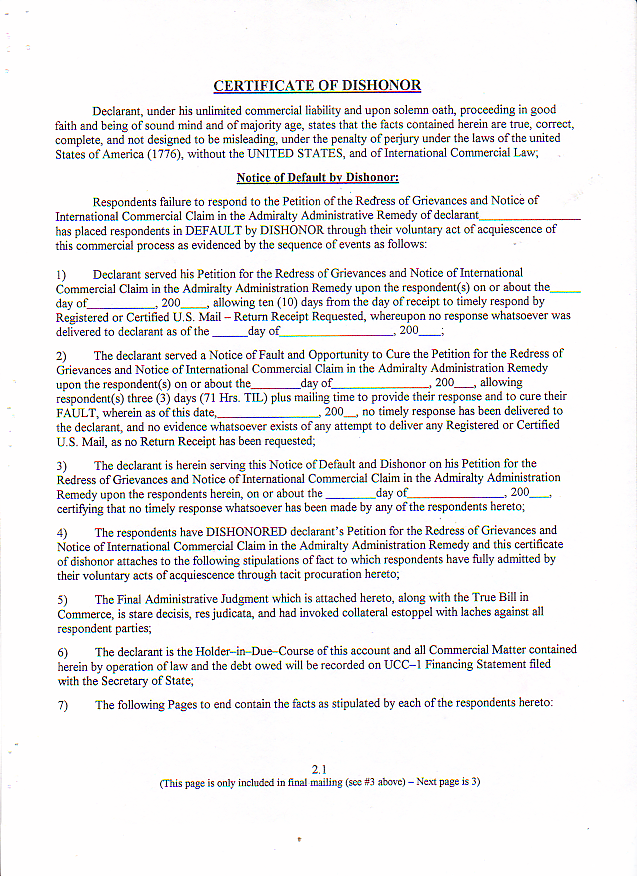 CERTIFICATE OF DISHONOR
Declarant, under his unlimited commercial liability and upon solemn oath, proceeding in good
faith and being of sound mind and of majority age, states that the facts contained herein are true, correct,
complete, and not designed to be misleading, under the penalty of perjury under the laws of the united
States of America (1776), without the UNITED STATES, and of International Commercial Law;
Notice of Default by Dishonor:
Respondents failure to respond to the Petition of the Redress of Grievances and Notice of
International Commercial Claim in the Admiralty Administrative Remedy of declarant___________________
has placed respondents in DEFAULT by DISHONOR through their voluntary act of acquiescence of
this commercial process as evidenced by the sequence of events as follows:
1) Declarant served his Petition for the Redress of Grievances and Notice of International
Commercial Claim in the Admiralty Administration Remedy upon the respondent(s) on or about the______
day of_____________, 200_____, allowing ten (10) days from the day of receipt to timely respond by
Registered or Certified U.S. Mail – Return Receipt Requested, whereupon no response whatsoever was
delivered to declarant as of the _______day of______________________, 200____;
2) The declarant served a Notice of Fault and Opportunity to Cure the Petition for the Redress of
Grievances and Notice of International Commercial Claim in the Admiralty Administration Remedy
upon the respondent(s) on or about the_________day of___________________, 200____, allowing
respondent(s) three (3) days (71 Hrs. TIL) plus mailing time to provide their response and to cure their
FAULT, wherein as of this date,___________________, 200___, no timely response has been delivered to
the declarant, and no evidence whatsoever exists of any attempt to deliver any Registered or Certified
U.S. Mail, as no Return Receipt has been requested;
3) The declarant is herein serving this Notice of Default and Dishonor on his Petition for the
Redress of Grievances and Notice of International Commercial Claim in the Admiralty Administration
Remedy upon the respondents herein, on or about the _________day of___________________, 200____,
certifying that no timely response whatsoever has been made by any of the respondents hereto;
4) The respondents have DISHONORED declarant's Petition for the Redress of Grievances and
Notice of International Commercial Claim in the Admiralty Administration Remedy and this certificate
of dishonor attaches to the following stipulations of fact to which respondents have fully admitted by
their voluntary acts of acquiescence through tacit procuration hereto;
5) The Final Administrative Judgment which is attached hereto, along with the True Bill in
Commerce, is stare decisis, res judicata, and had invoked collateral estoppel with laches against all
respondent parties;
6) The declarant is the Holder–in–Due–Course of this account and all Commercial Matter contained
herein by operation of law and the debt owed will be recorded on UCC–1 Financing Statement filed
with the Secretary of State;
7) The following Pages to end contain the facts as stipulated by each of the respondents hereto:
2.1
(This page is only included in final mailing (see #3 above) – Next page is 3)